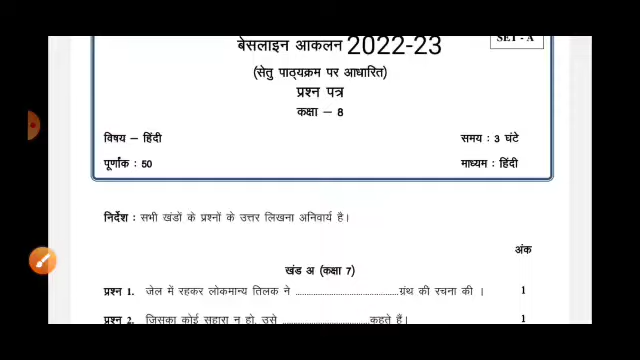 SET - A
बेसलाइन आकलन 2022-23
(सेतु पाठ्यक्रम पर आधारित)
प्रश्न पत्र
कक्षा – 8
विषय – हिंदी समय : 3 घंटे
पूर्णांक : 50 माध्यम : हिंदी
निर्देश : सभी खंडों के प्रश्नों के उत्तर लिखना अनिवार्य है।
अंक
खंड अ (कक्षा 7)
प्रश्न 1. जेल में रहकर लोकमान्य तिलक ने ............................................ग्रंथ की रचना की । 1
प्रश्न 2. जिसका कोई सहारा न हो, उसे ......................................कहते हैं। 1